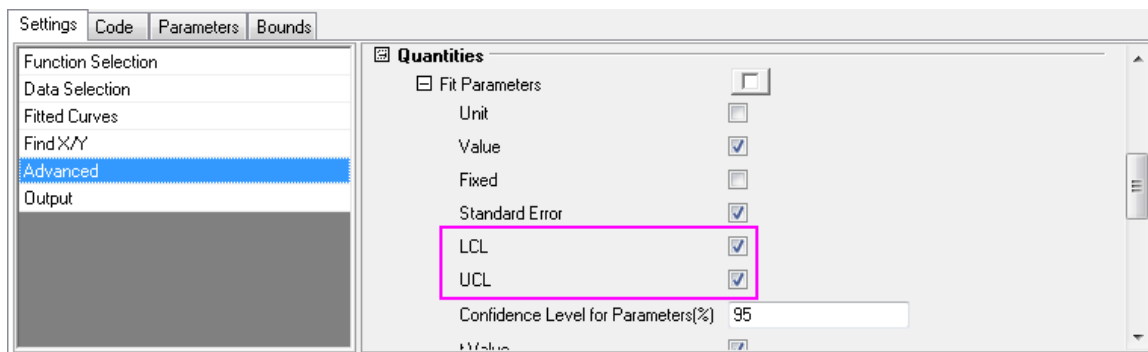 Settings Code Parameters Bounds
Function Selection
Data Selection
Fitted Curves
Find X/Y
Advanced
Output
Quantities
Fit Parameters
Unit
Value
Fixed
Standard Error
LCL
UCL
Confidence Level for Parameters(%) 95
t-Value